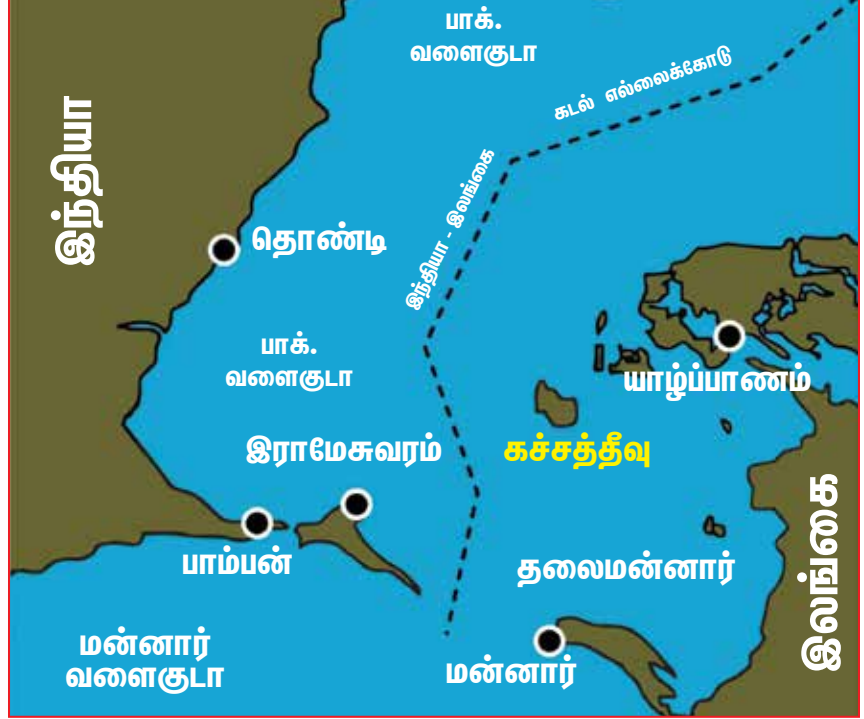 பாக்.
வளைகுடா
கடல் எல்லைக்கோடு
இந்தியா
இந்தியா - இலங்கை
தொண்டி
பாக்.
வளைகுடா
யாழ்ப்பாணம்
இராமேசுவரம்
கச்சத்தீவு
பாம்பன்
தலைமன்னார்
இலங்கை
மன்னார்
வளைகுடா
மன்னார்